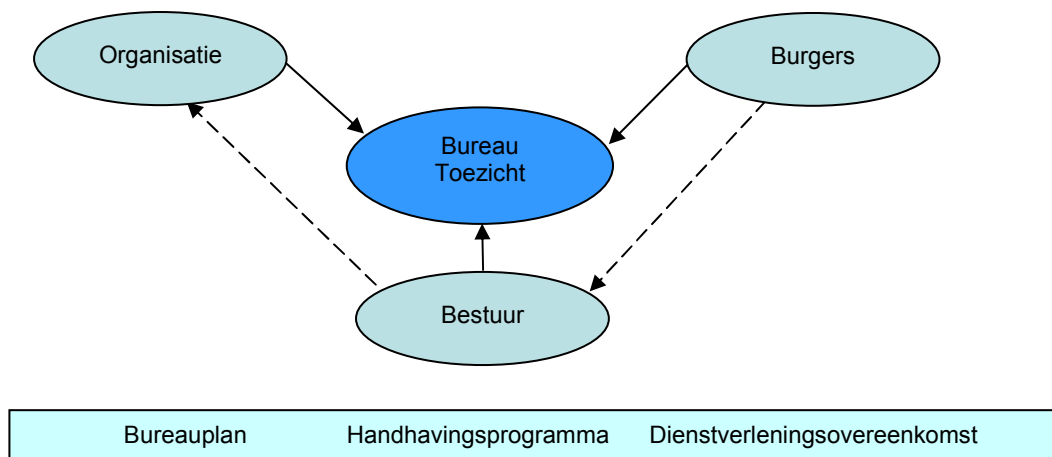 Organisatie
Burgers
Bureau
Toezicht
Bestuur
Bureauplan Handhavingsprogramma Dienstverleningsovereenkomst